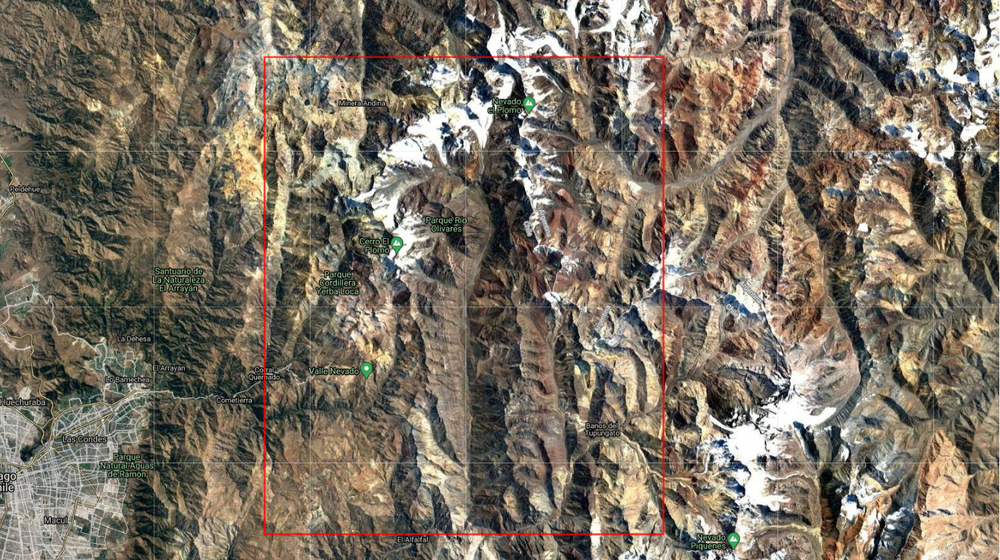 Argentina
Chile
Minera Andina
Nevado
el Plomo
Peldehue
Parque Río
Olivares
Argentina
Chile
Cerro El
Plomo
Santuario de
La Naturaleza
El Arrayán
Parque
Cordillera
Yerba Loca
Argentina
Chile
Argentina
La Dehesa
El Arrayan
Corral
Quemado
Valle Nevado
Lo Barnechea
Cometierra
Huechuraba
Banos del
Tupungato
Las Condes
Parque
Natural Aguas
de Ramón
ago
hile
Macul
El Alfalfal
Nevado
Piquenes